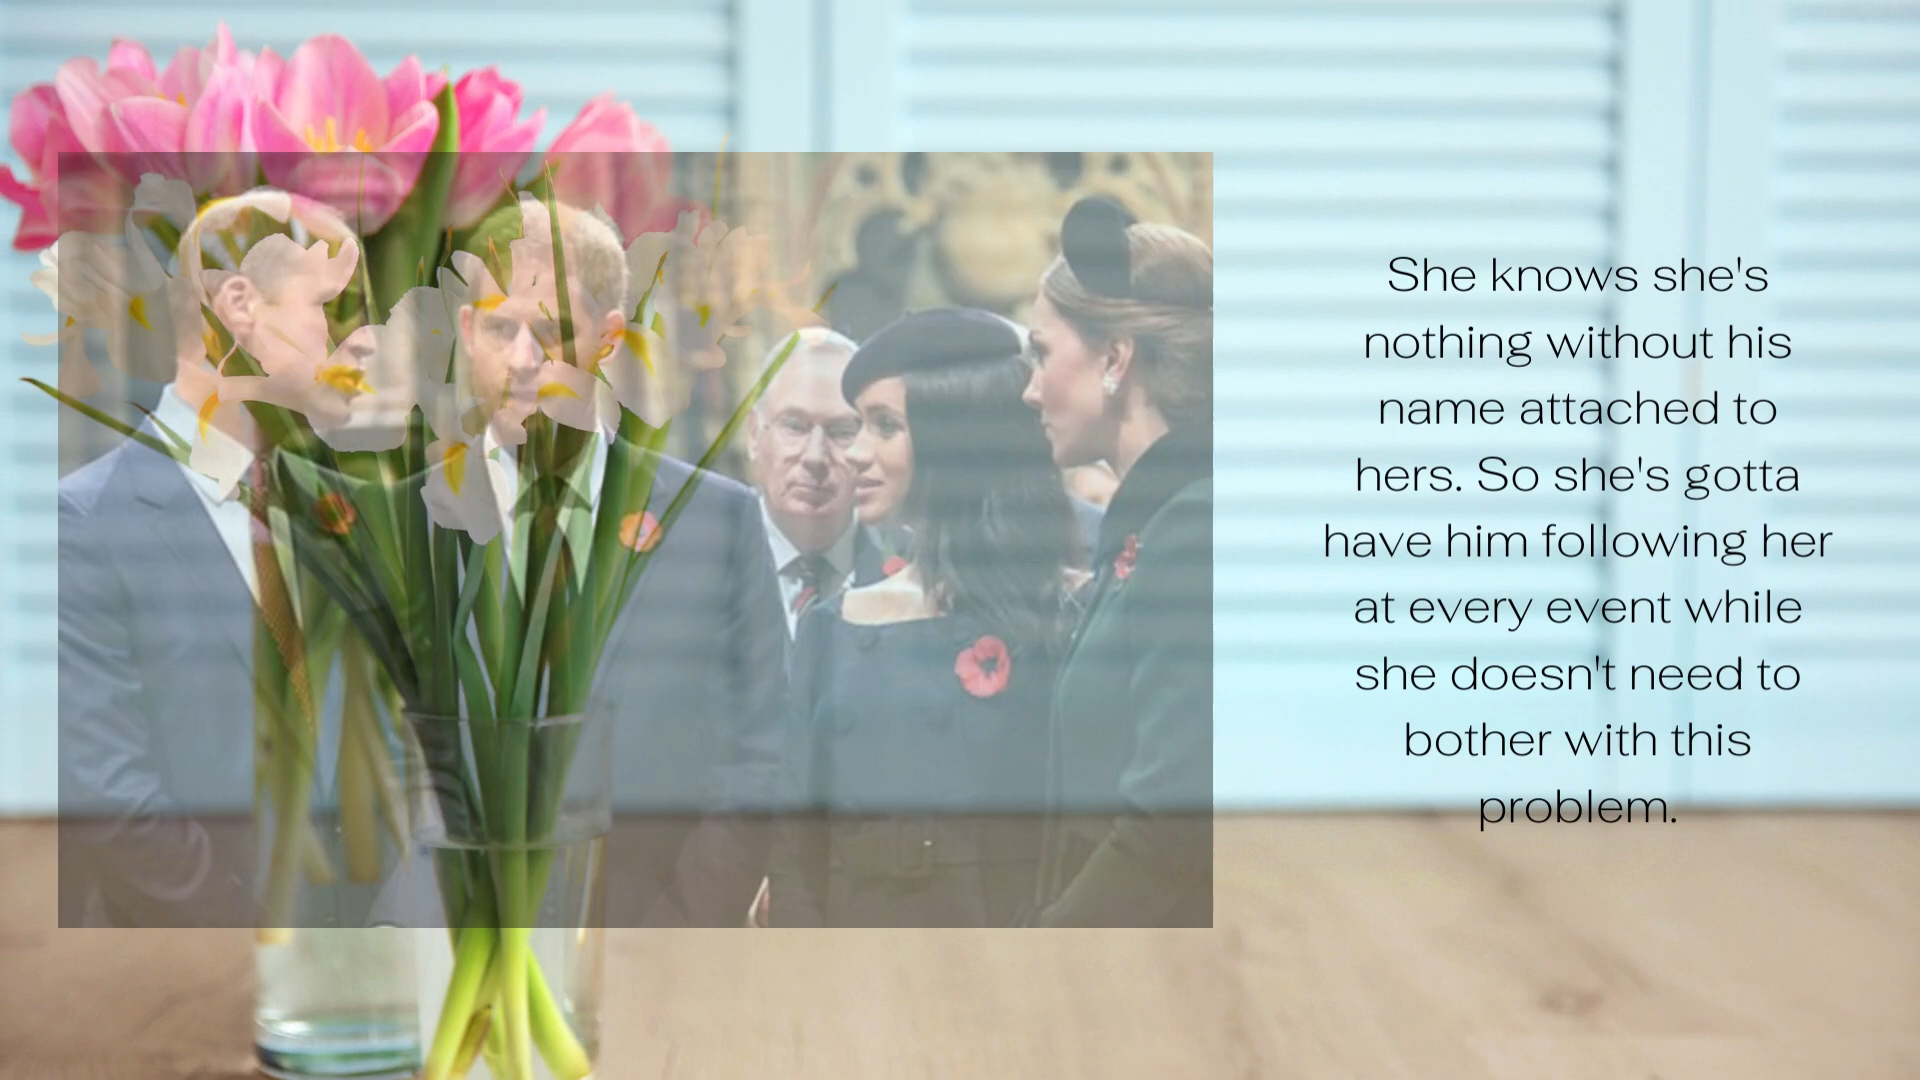 She knows she's
nothing without his
name attached to
hers. So she's gotta
have him following her
at every event while
she doesn't need to
bother with this
problem.